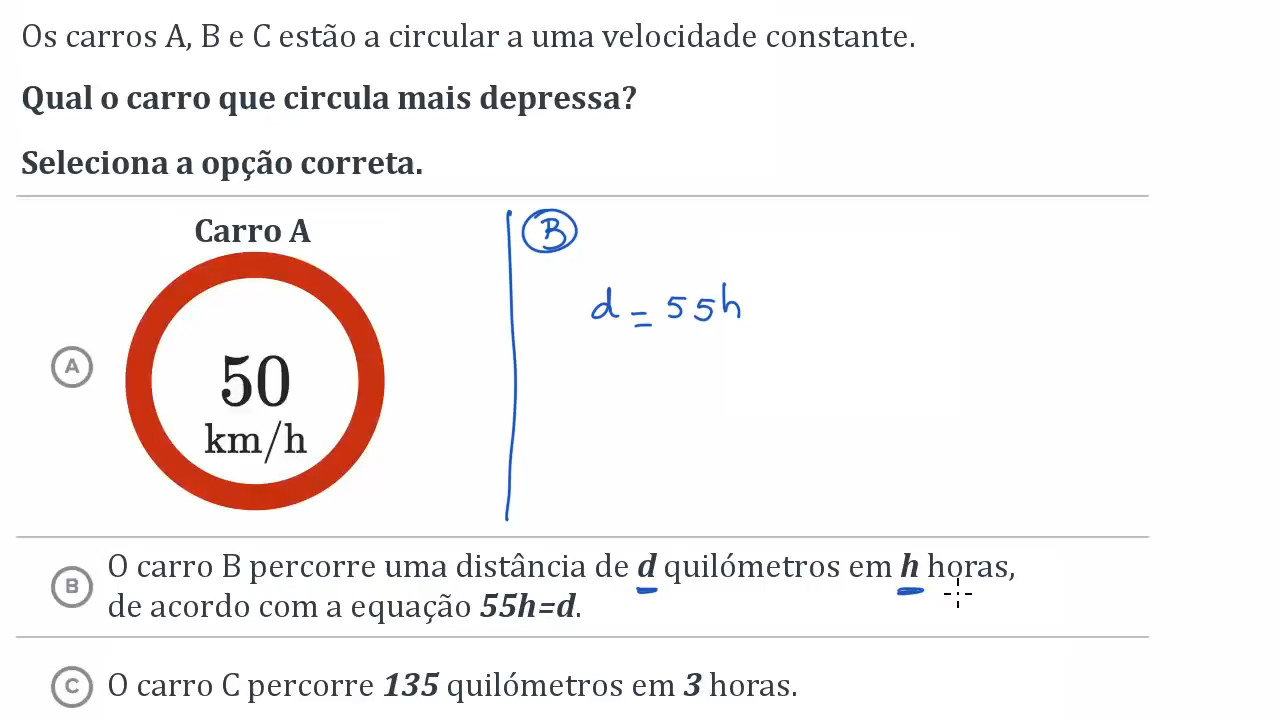 Os carros A, B e C estão a circular a uma velocidade constante.
Qual o carro que circula mais depressa?
Seleciona a opção correta.
Carro A
A
50
km/h
B
d = 55h
B
O carro B percorre uma distância de d quilómetros em h horas,
de acordo com a equação 55h=d.
C
O carro C percorre 135 quilómetros em 3 horas.